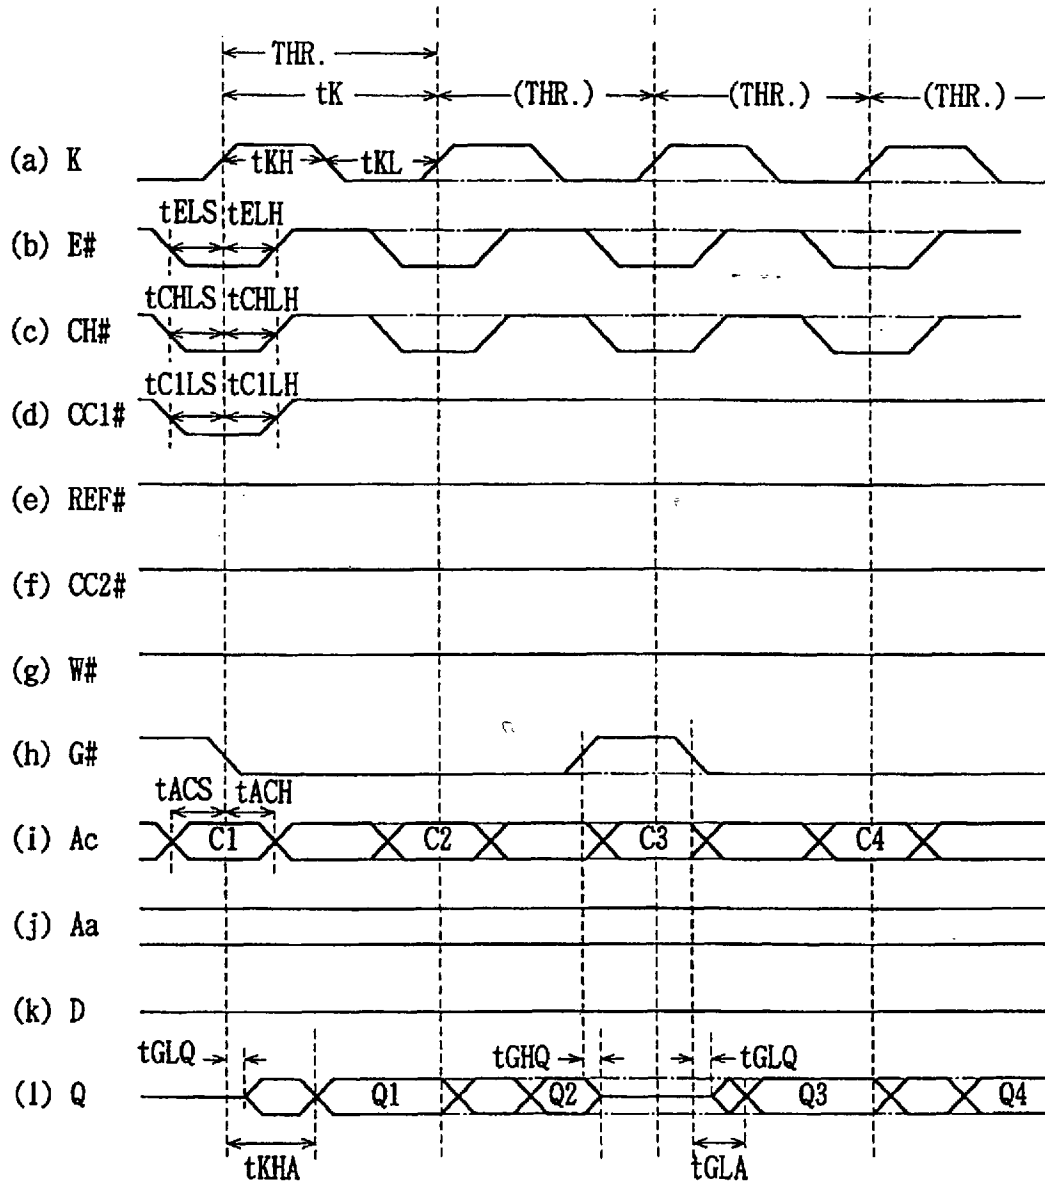 THR.
tK (THR.) (THR.) (THR.)
(a) K tKH tKL
tELS tELH
(b) E#
tCHLS tCHLH
(c) CH#
tC1LS tC1LH
(d) CC1#
(e) REF#
(f) CC2#
(g) W#
(h) G#
tACS tACH
(i) Ac C1 C2 C3 C4
(j) Aa
(k) D
tGLQ tGHQ tGLQ
(l) Q Q1 Q2 Q3 Q4
tKHA tGLA